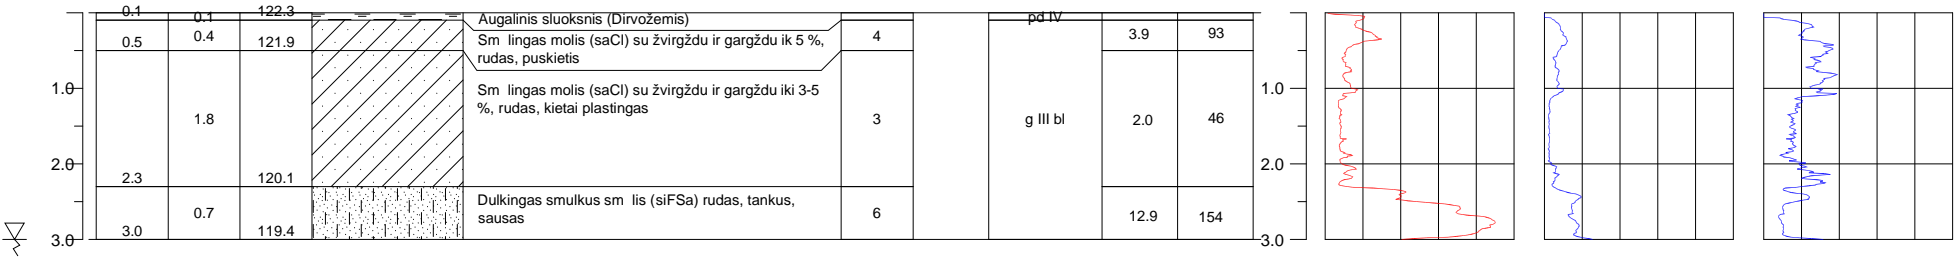 0.1 0.1 122.3 Augalinis sluoksnis (Dirvožemis) pd IV
0.5 0.4 121.9 Sm lingas molis (saCl) su žvirgždu ir gargždu ik 5 %, 4 3.9 93
rudas, puskietis
1.0 Sm lingas molis (saCl) su žvirgždu ir gargždu iki 3-5 1.0
%, rudas, kietai plastingas
1.8 3 g III bl 2.0 46
2.0 2.0
2.3 120.1
Dulkingas smulkus sm lis (siFSa) rudas, tankus,
0.7 sausas 6 12.9 154
3.0 3.0 119.4 3.0